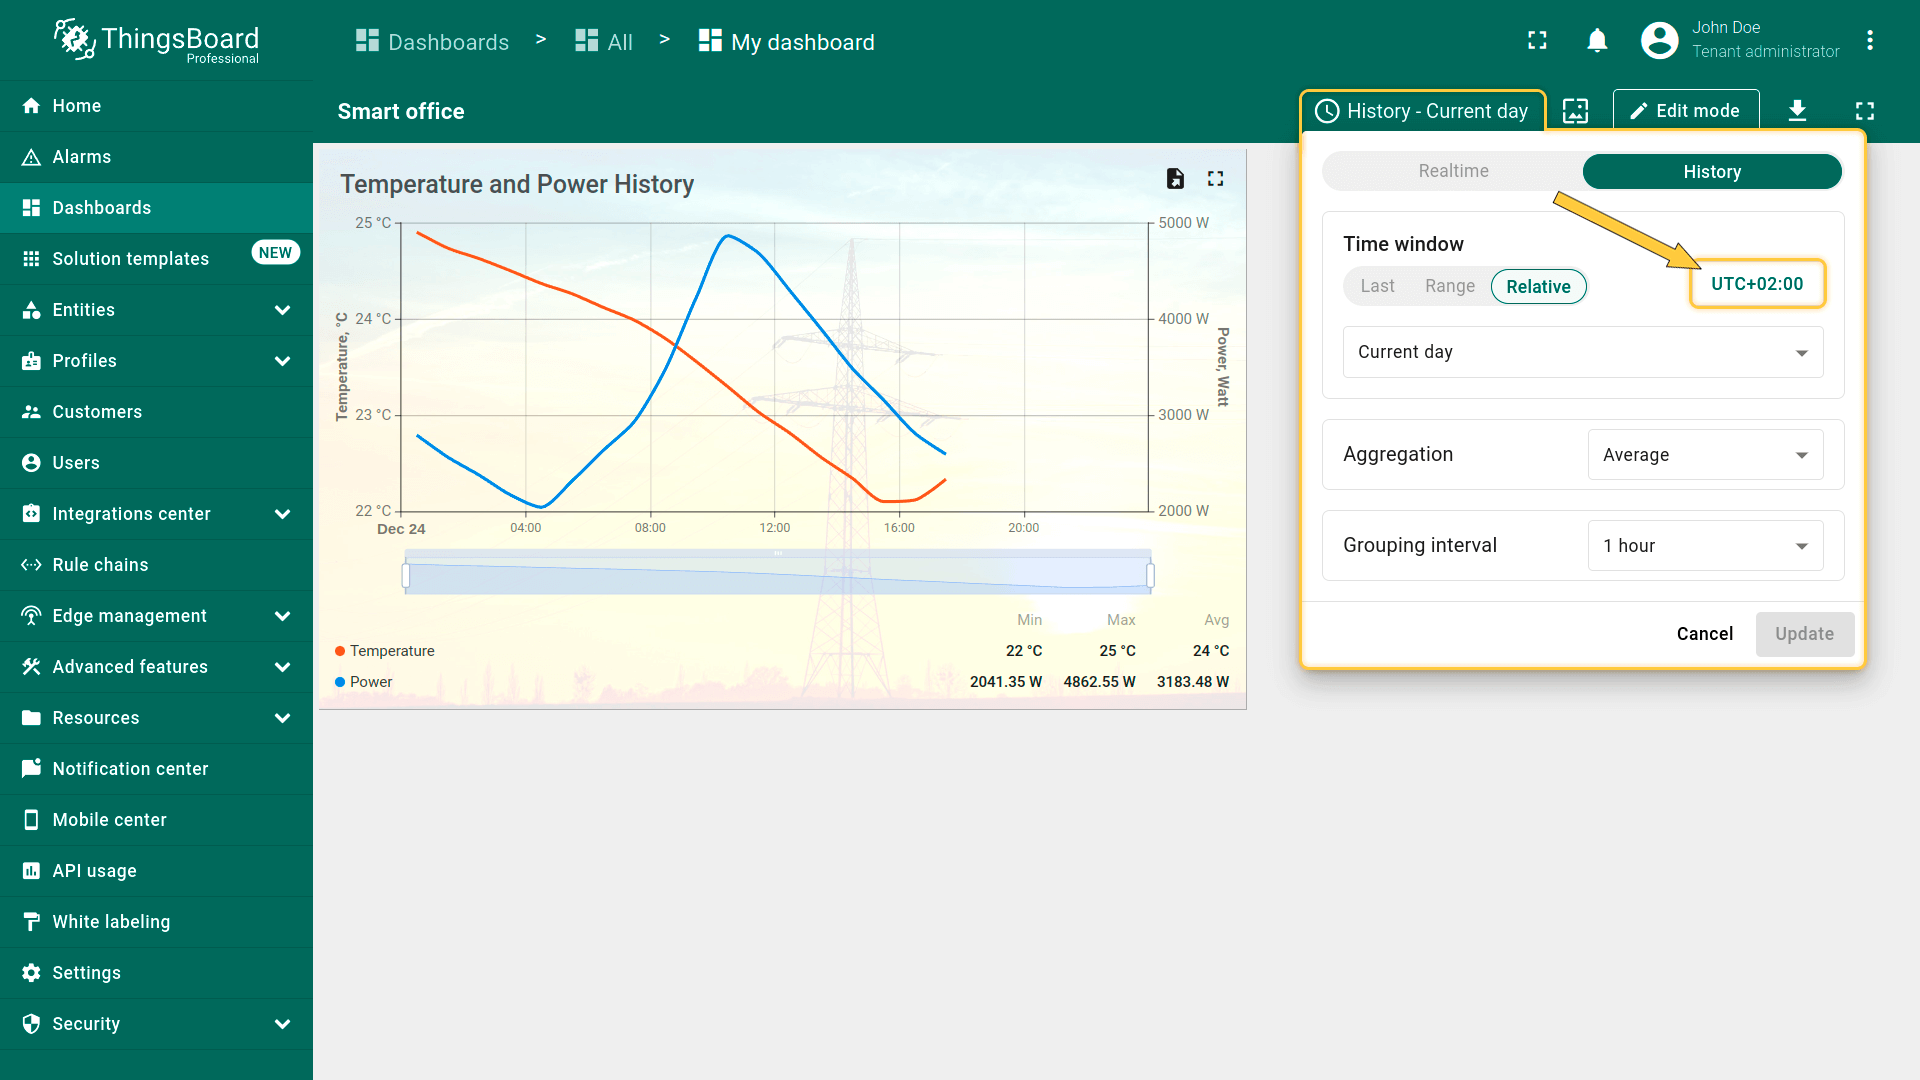 ThingsBoard
Professional
Dashboards > All > My dashboard
John Doe
Tenant administrator
Home
Alarms
Dashboards
Solution templates NEW
Entities
Profiles
Customers
Users
Integrations center
Rule chains
Edge management
Advanced features
Resources
Notification center
Mobile center
API usage
White labeling
Settings
Security
Smart office
History - Current day
Edit mode
Temperature and Power History
25 °C
24 °C
23 °C
22 °C
Temperature, °C
5000 W
4000 W
3000 W
2000 W
Power, Watt
Dec 24 04:00 08:00 12:00 16:00 20:00
Min Max Avg
Temperature 22 °C 25 °C 24 °C
Power 2041.35 W 4862.55 W 3183.48 W
Realtime History
Time window
Last Range Relative
UTC+02:00
Current day
Aggregation Average
Grouping interval 1 hour
Cancel Update